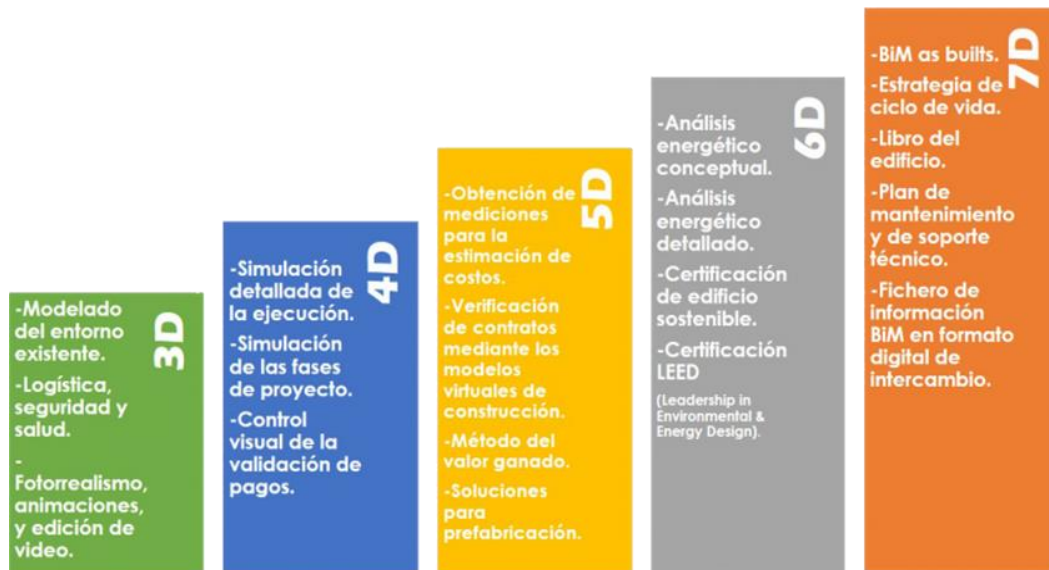 3D
-Modelado
del entorno
existente.
-Logística,
seguridad y
salud.
-
Fotorrealismo,
animaciones,
y edición de
video.
4D
-Simulación
detallada de
la ejecución.
-Simulación
de las fases
de proyecto.
-Control
visual de la
validación de
pagos.
5D
-Obtención de
mediciones
para la
estimación de
costos.
-Verificación
de contratos
mediante los
modelos
virtuales de
construcción.
-Método del
valor ganado.
-Soluciones
para
prefabricación.
6D
-Análisis
energético
conceptual.
-Análisis
energético
detallado.
-Certificación
de edificio
sostenible.
-Certificación
LEED
(Leadership in
Environmental &
Energy Design).
7D
-BiM as builts.
-Estrategia de
ciclo de vida.
-Libro del
edificio.
-Plan de
mantenimiento
y de soporte
técnico.
-Fichero de
información
BiM en formato
digital de
intercambio.